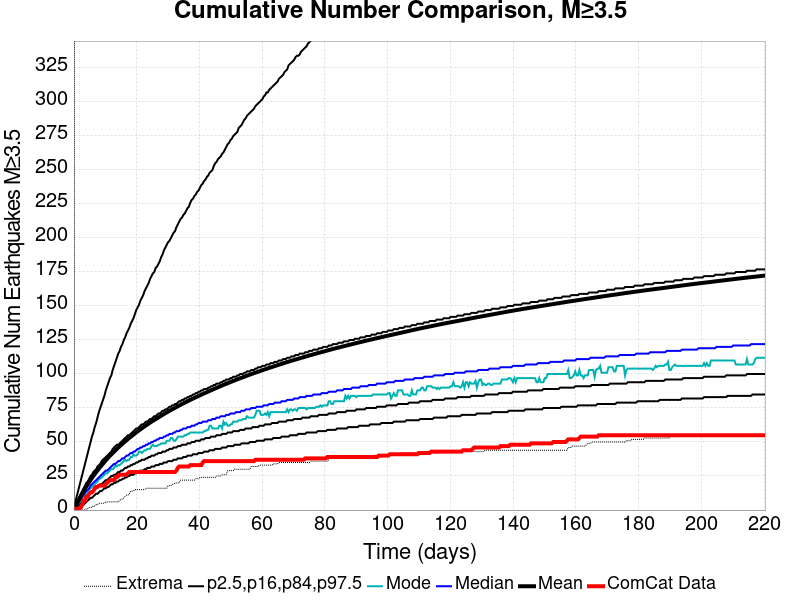 Cumulative Number Comparison, M≥3.5
Cumulative Num Earthquakes M≥3.5
325
300
275
250
225
200
175
150
125
100
75
50
25
0
0 20 40 60 80 100 120 140 160 180 200 220
Time (days)
Extrema p2.5,p16,p84,p97.5 Mode Median Mean ComCat Data